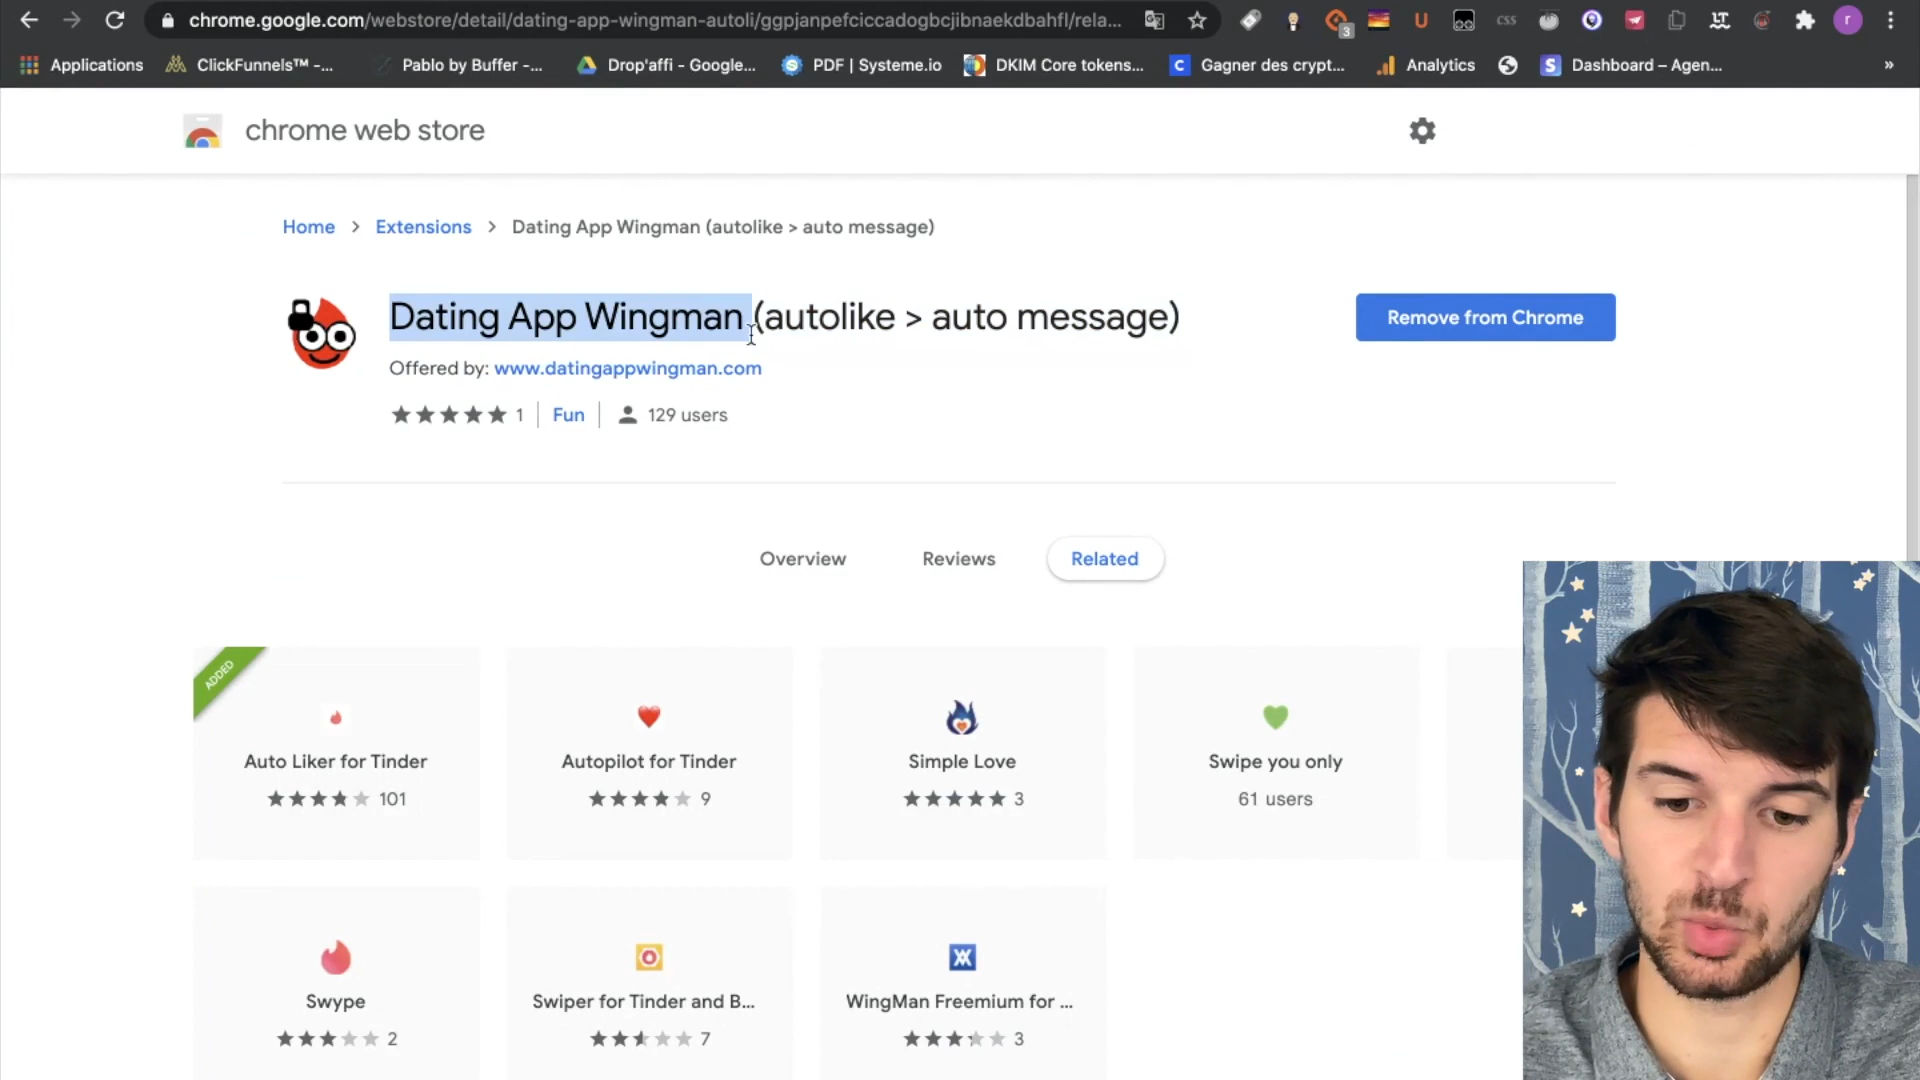 chrome.google.com/webstore/detail/dating-app-wingman-autoli/ggpjanpefciccadogbcjibnaekdbahfl/rela...
3
U
css
r
Applications
ClickFunnels™ -...
Pablo by Buffer -...
Drop'affi - Google...
PDF | Systeme.io
DKIM Core tokens...
C
Gagner des crypt...
Analytics
S
Dashboard – Agen...
»
chrome web store
Home > Extensions > Dating App Wingman (autolike > auto message)
Dating App Wingman (autolike > auto message)
Remove from Chrome
Offered by: www.datingappwingman.com
1
Fun
129 users
Overview
Reviews
Related
ADDED
Auto Liker for Tinder
101
Autopilot for Tinder
9
Simple Love
3
Swipe you only
61 users
Swype
2
Swiper for Tinder and B...
7
WingMan Freemium for ...
3